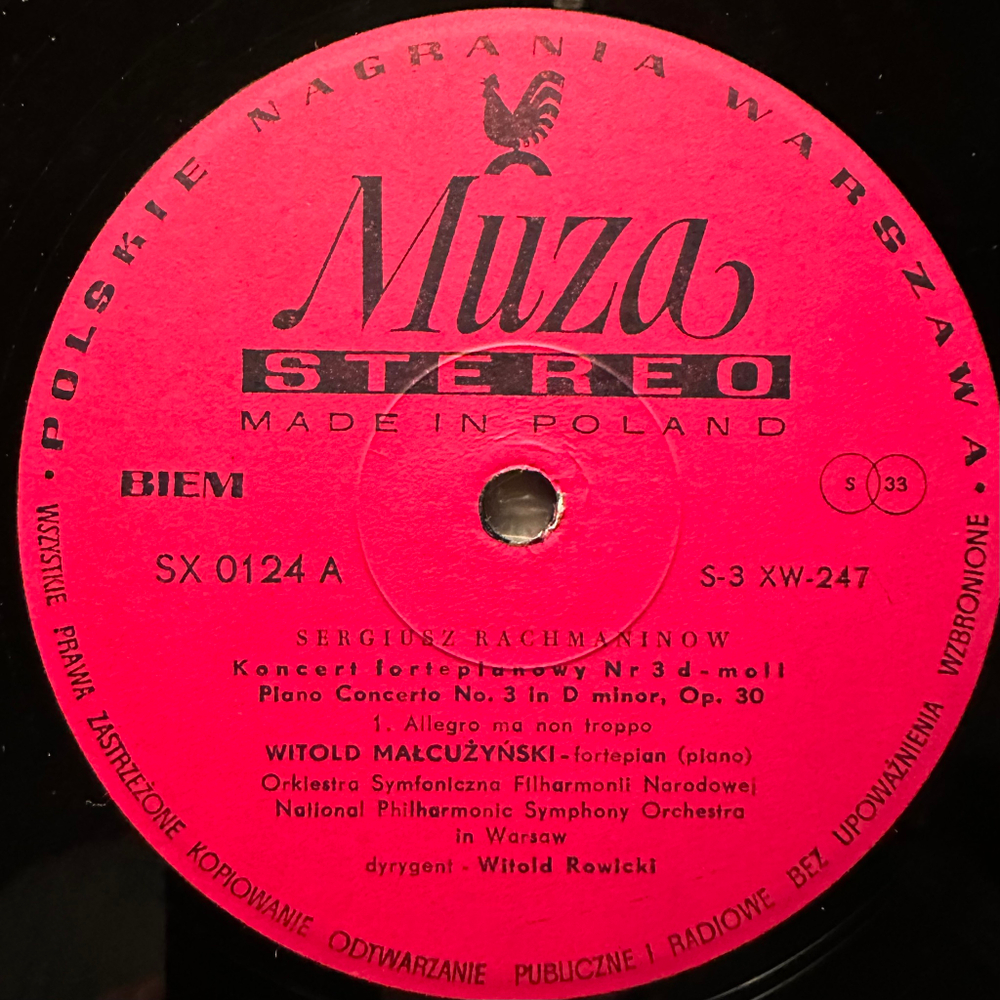 POLSKIE NAGRANIA WARSZAWA
Muza
STEREO
MADE IN POLAND
BIEM
S 33
SX 0124 A
S-3 XW-247
SERGIUSZ RACHMANINOW
Koncert fortepianowy Nr 3 d-moll
Piano Concerto No. 3 in D minor, Op. 30
1. Allegro ma non troppo
WITOLD MAŁCUŻYŃSKI - fortepian (piano)
Orkiestra Symfoniczna Filharmonii Narodowej
National Philharmonic Symphony Orchestra
in Warsaw
dyrygent - Witold Rowicki
• WSZYSTKIE PRAWA ZASTRZEŻONE KOPIOWANIE ODTWARZANIE PUBLICZNE I RADIOWE BEZ UPOWAŻNIENIA WZBRONIONE •